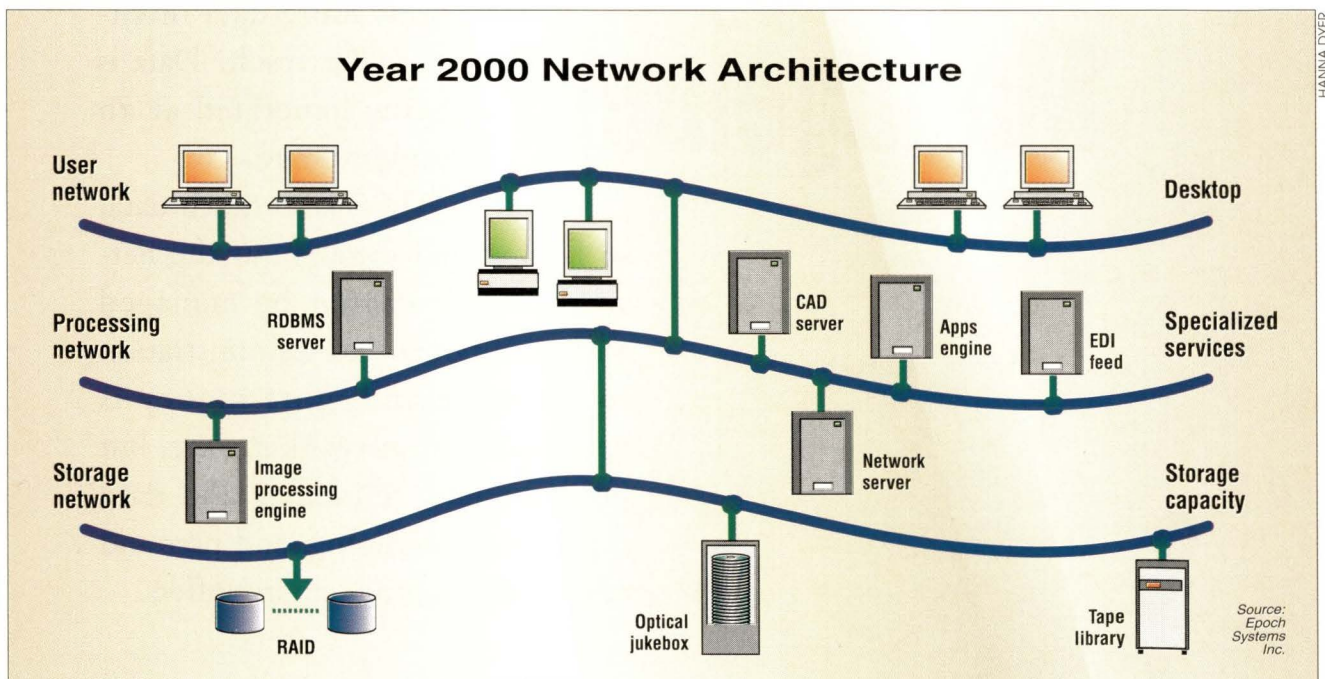 HANNA DYER
Year 2000 Network Architecture
User
network
Desktop
Processing
network
RDBMS
server
CAD
server
Apps
engine
EDI
feed
Specialized
services
Storage
network
Image
processing
engine
Network
server
Storage
capacity
RAID
Optical
jukebox
Tape
library
Source:
Epoch
Systems
Inc.